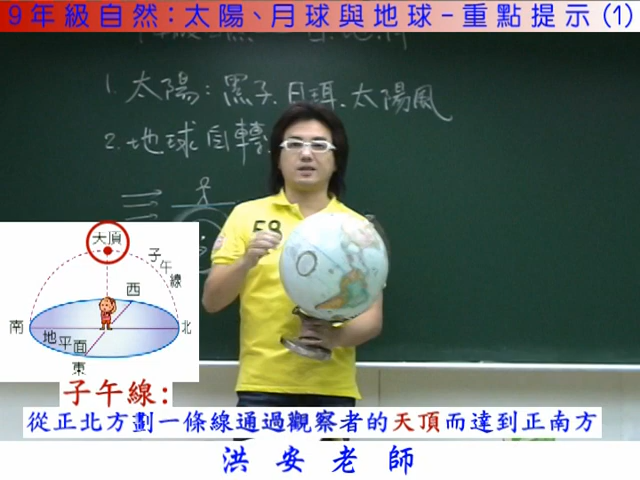 9年級自然:太陽、月球與地球-重點提示(1)
1. 太陽：黑子.日珥.太陽風
2. 地球自轉
58
天頂
子午線
西
南
北
地平面
東
子午線:
從正北方劃一條線通過觀察者的天頂而達到正南方
洪安老師